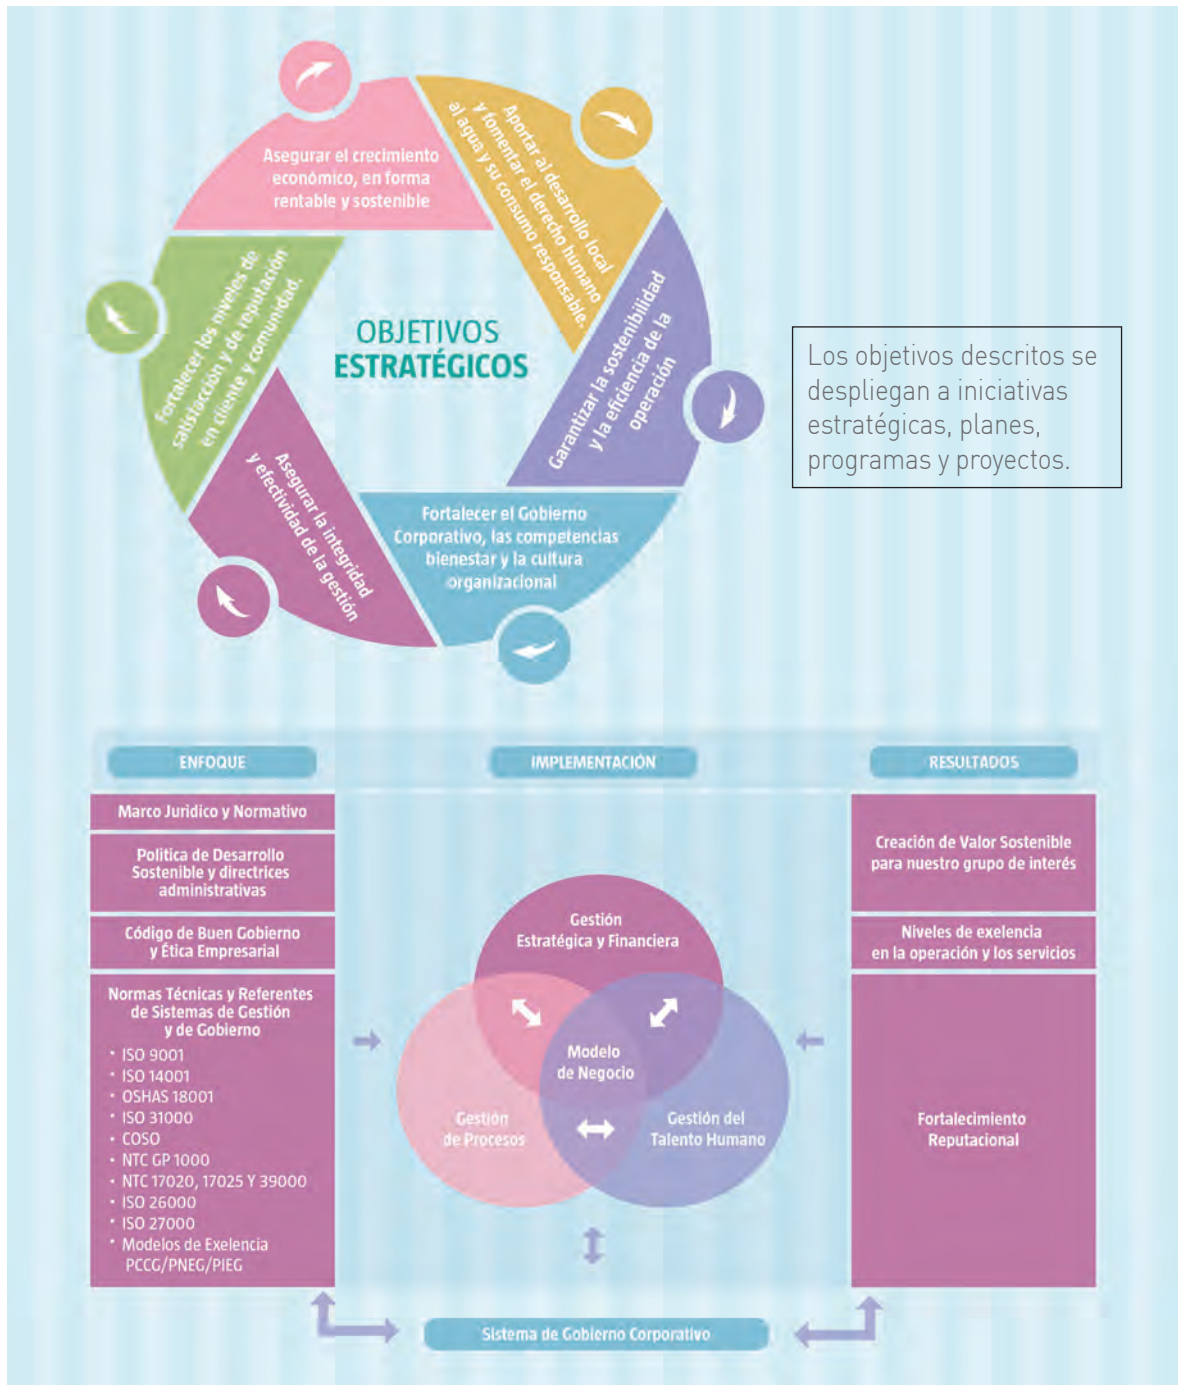 Asegurar el crecimiento
económico, en forma
rentable y sostenible
Aportar al desarrollo local
y fomentar el derecho humano
al agua y su consumo responsable.
Garantizar la sostenibilidad
y la eficiencia de la
operación
Fortalecer el Gobierno
Corporativo, las competencias
bienestar y la cultura
organizacional
Asegurar la integridad
y efectividad de la gestión
Fortalecer los niveles de
satisfacción y de reputación
en cliente y comunidad.
OBJETIVOS
ESTRATÉGICOS
Los objetivos descritos se
despliegan a iniciativas
estratégicas, planes,
programas y proyectos.
ENFOQUE
Marco Juridico y Normativo
Politica de Desarrollo
Sostenible y directrices
administrativas
Código de Buen Gobierno
y Ética Empresarial
Normas Técnicas y Referentes
de Sistemas de Gestión
y de Gobierno
• ISO 9001
• ISO 14001
• OSHAS 18001
• ISO 31000
• COSO
• NTC GP 1000
• NTC 17020, 17025 Y 39000
• ISO 26000
• ISO 27000
• Modelos de Exelencia
PCCG/PNEG/PIEG
IMPLEMENTACIÓN
Gestión
Estratégica y Financiera
Modelo
de Negocio
Gestión
de Procesos
Gestión del
Talento Humano
RESULTADOS
Creación de Valor Sostenible
para nuestro grupo de interés
Niveles de exelencia
en la operación y los servicios
Fortalecimiento
Reputacional
Sistema de Gobierno Corporativo